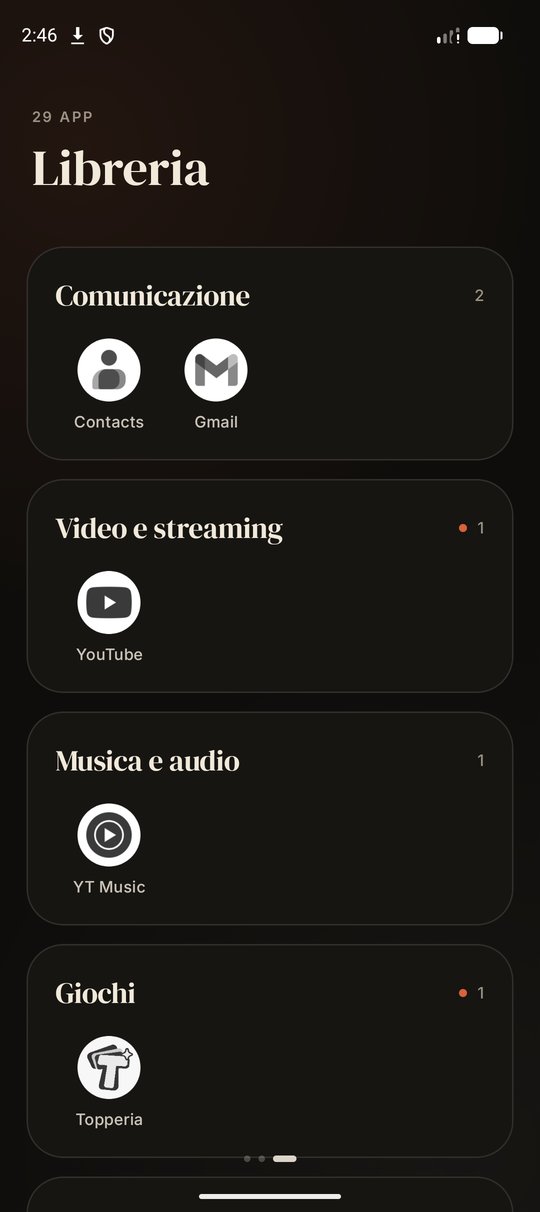 2:46
29 APP
Libreria
Comunicazione 2
Contacts Gmail
Video e streaming 1
YouTube
Musica e audio 1
YT Music
Giochi 1
Topperia